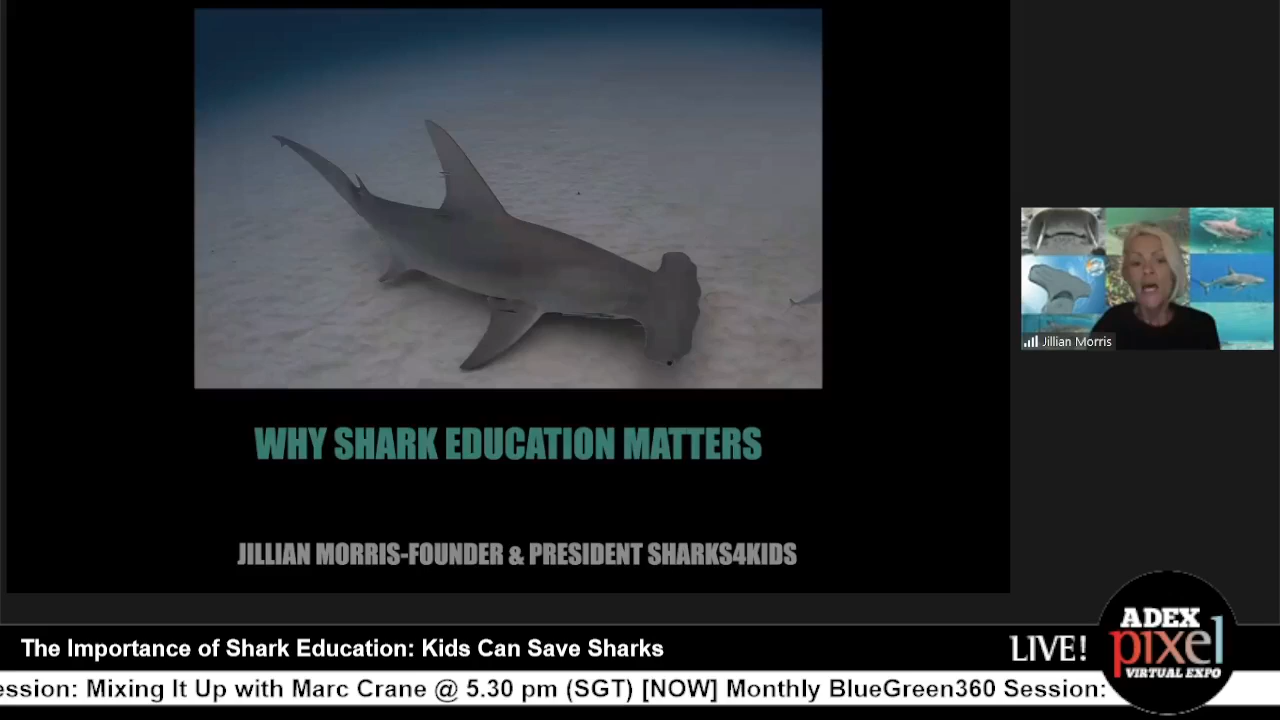 WHY SHARK EDUCATION MATTERS
JILLIAN MORRIS-FOUNDER & PRESIDENT SHARKS4KIDS
Jillian Morris
The Importance of Shark Education: Kids Can Save Sharks
LIVE!
ADEX
pixel
VIRTUAL EXPO
ession: Mixing It Up with Marc Crane @ 5.30 pm (SGT) [NOW] Monthly BlueGreen360 Session: